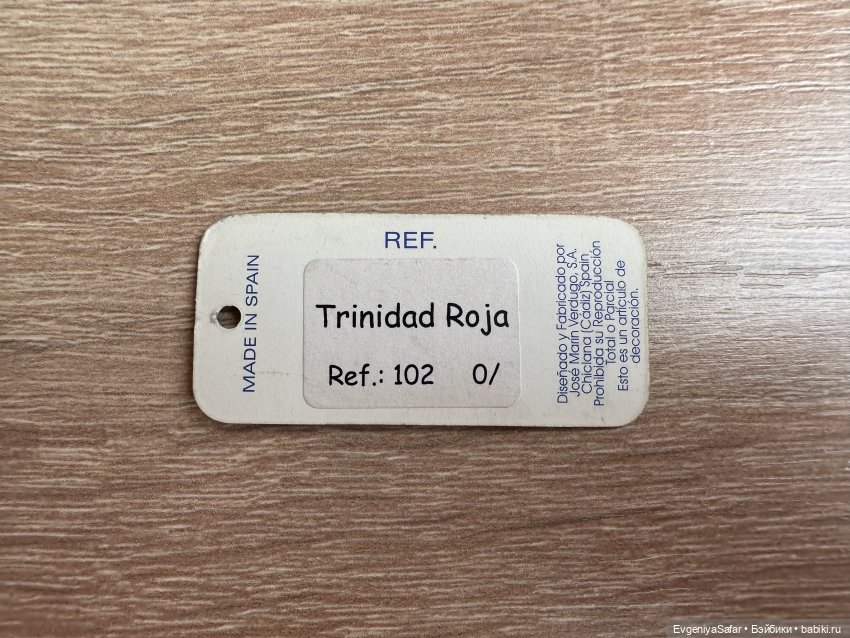 MADE IN SPAIN
REF.
Trinidad Roja
Ref.: 102 0/
Diseñado y Fabricado por
José Marín Verdugo, S.A.
Chiclana (Cádiz) Spain
Prohibida su Reproducción
Total o Parcial
Esto es un artículo de
decoración.
EvgeniyaSafar • Бэйбики • babiki.ru